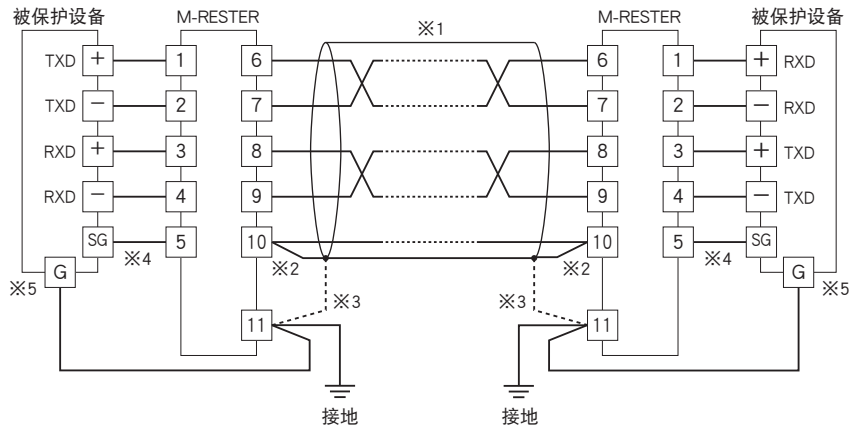 被保护设备 M-RESTER ※1 M-RESTER 被保护设备
TXD + 1 6 6 1 + RXD
TXD − 2 7 7 2 − RXD
RXD + 3 8 8 3 + TXD
RXD − 4 9 9 4 − TXD
SG 5 10 10 5 SG
※4 ※2 ※2 ※4
G G
※5 ※5
※3 ※3
11 11
接地 接地